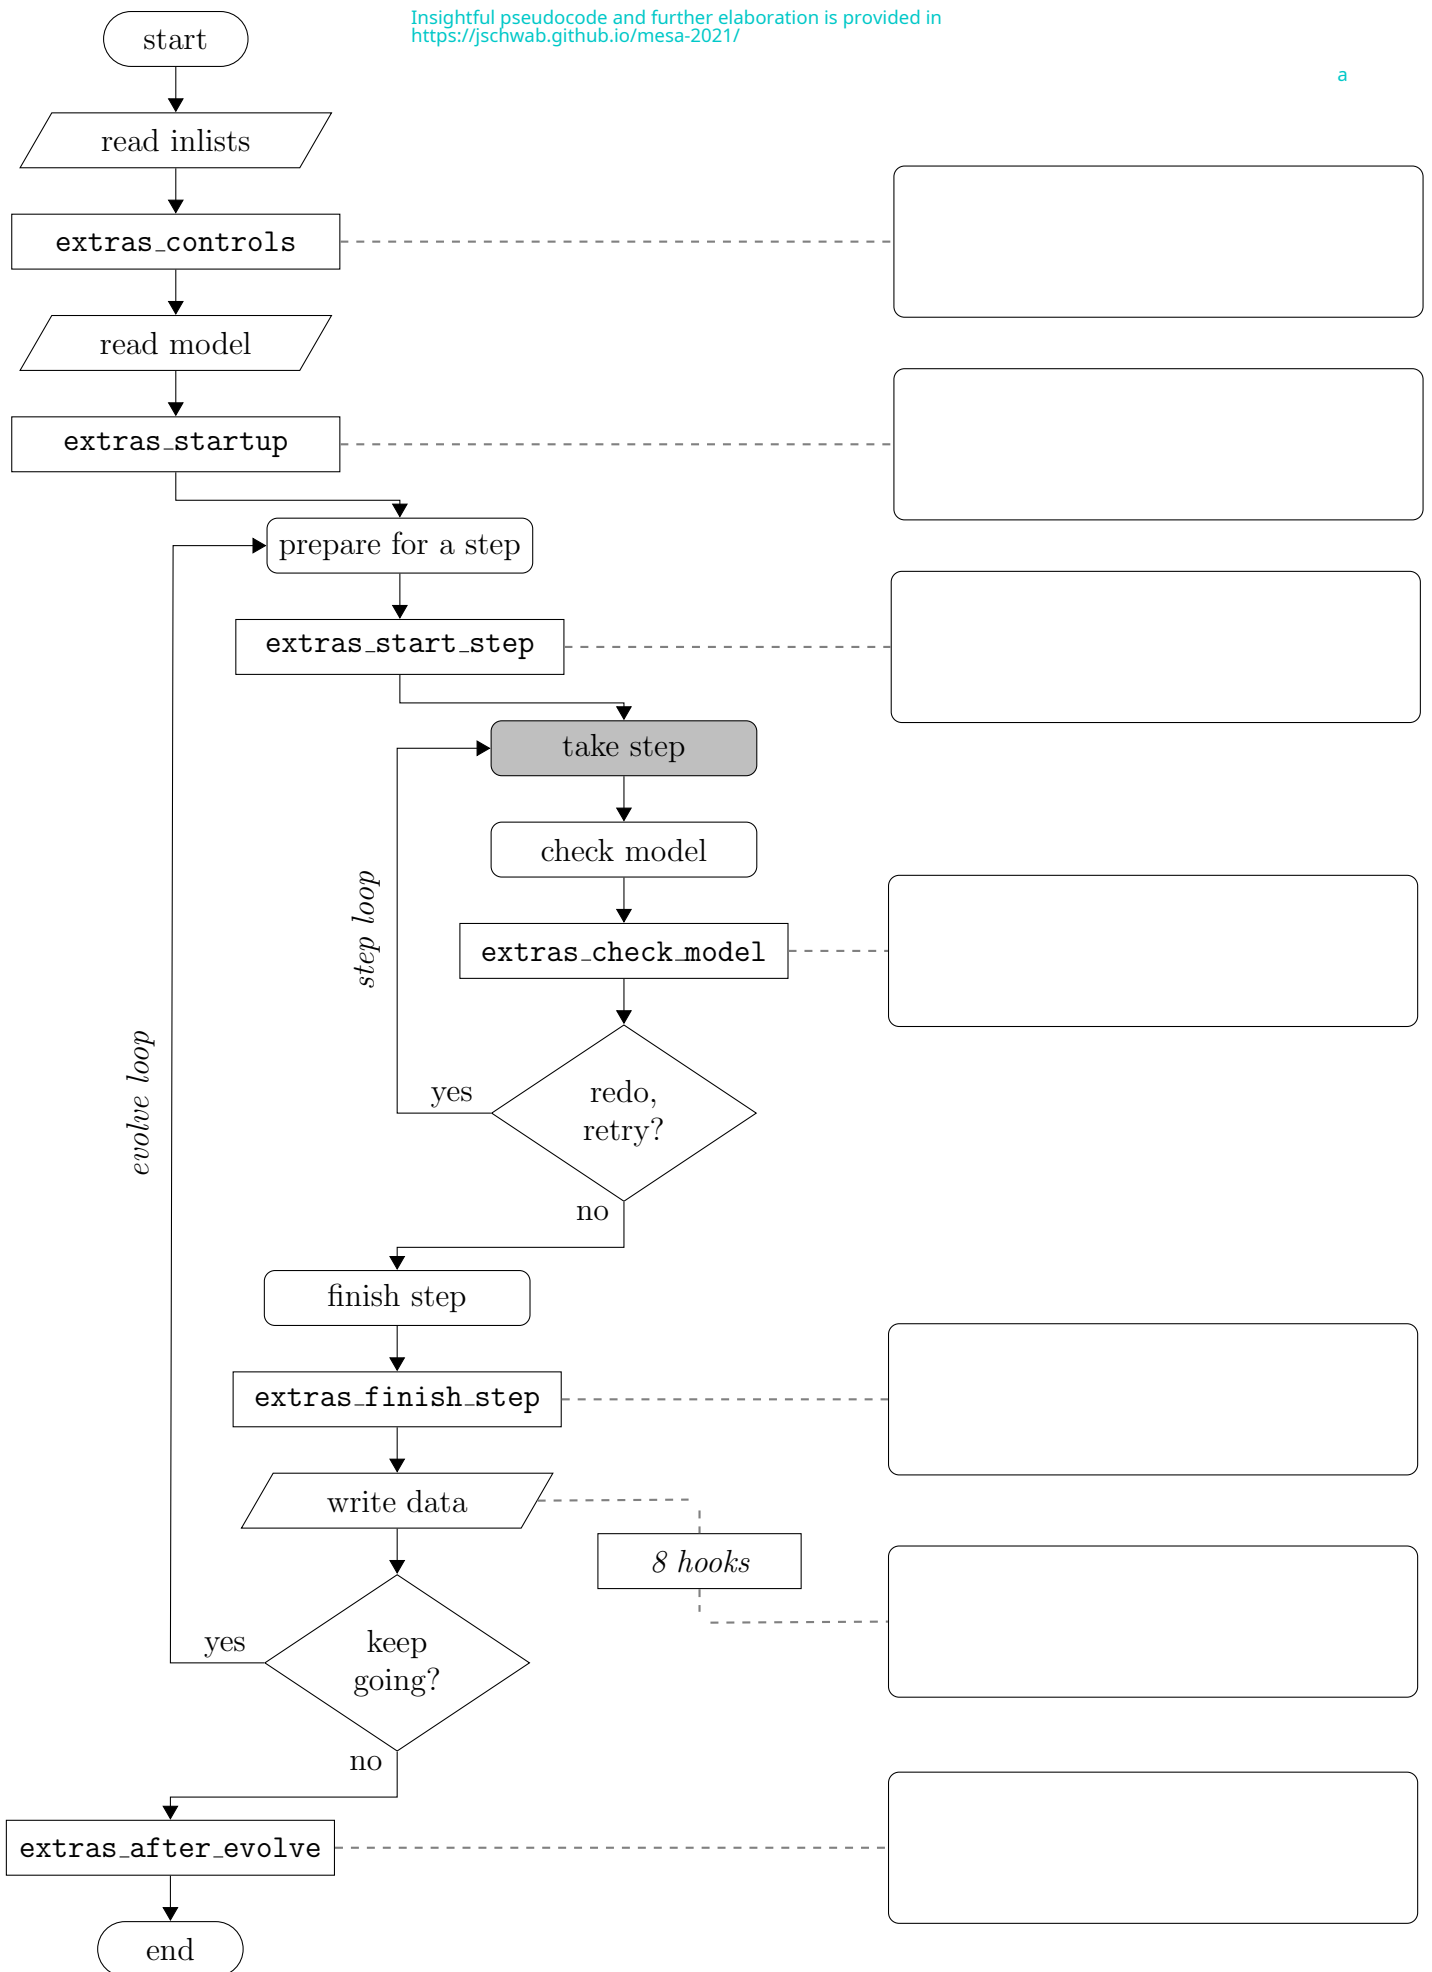 start
Insightful pseudocode and further elaboration is provided in
https://jschwab.github.io/mesa-2021/
a
read inlists
extras_controls
read model
extras_startup
prepare for a step
extras_start_step
take step
check model
step loop
extras_check_model
evolve loop
yes
redo,
retry?
no
finish step
extras_finish_step
write data
8 hooks
yes
keep
going?
no
extras_after_evolve
end